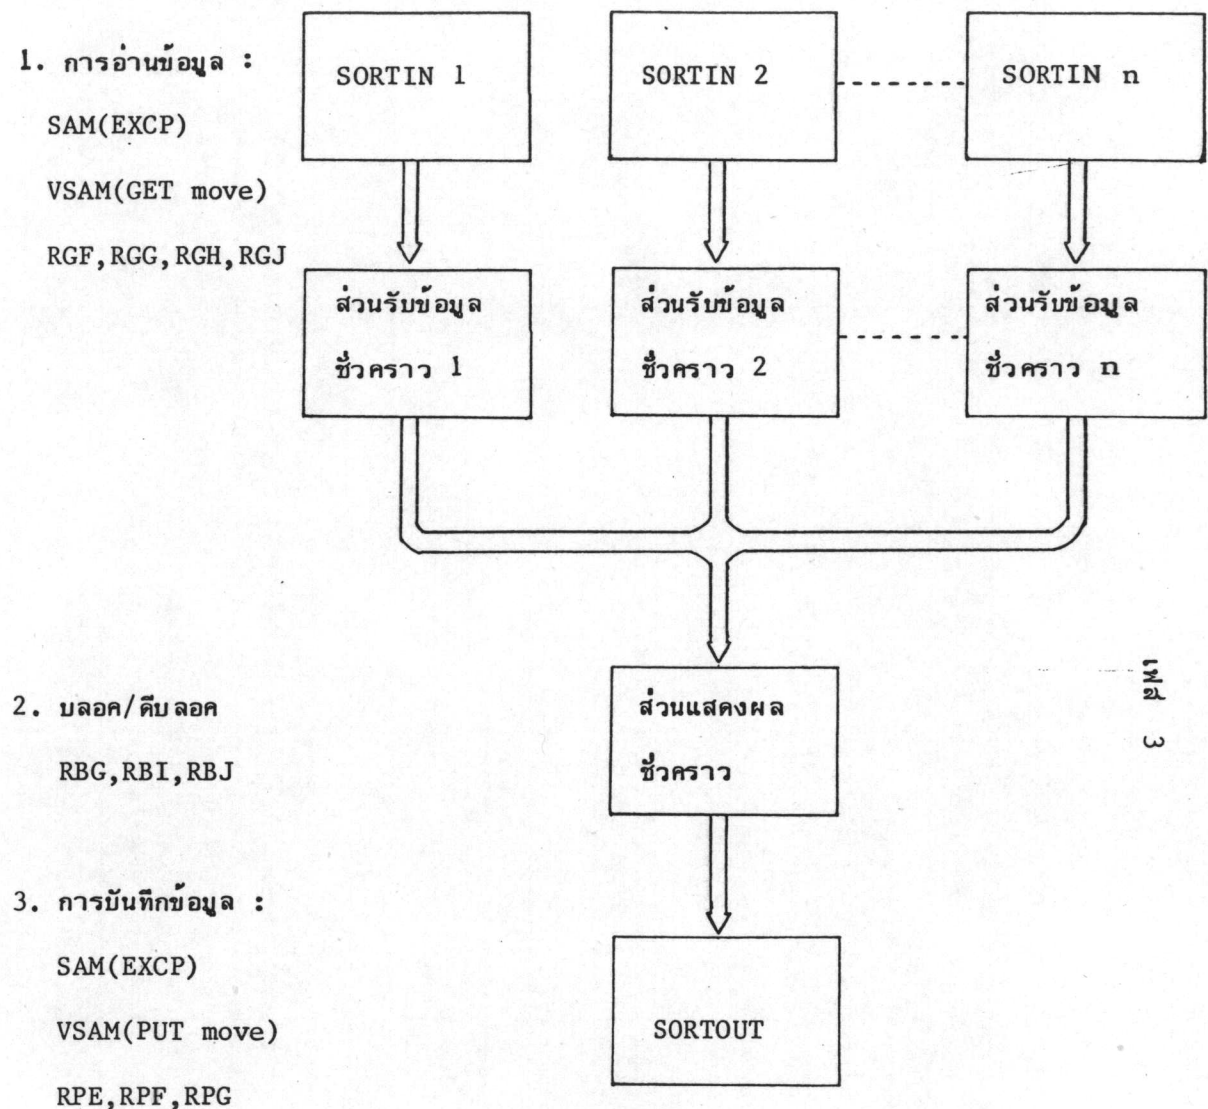 1. การอ่านข้อมูล :
SAM(EXCP)
VSAM(GET move)
RGF,RGG,RGH,RGJ
SORTIN 1
SORTIN 2
SORTIN n
ส่วนรับข้อมูล
ชั่วคราว 1
ส่วนรับข้อมูล
ชั่วคราว 2
ส่วนรับข้อมูล
ชั่วคราว n
2. บลอค/ดีบลอค
RBG,RBI,RBJ
ส่วนแสดงผล
ชั่วคราว
เฟส 3
3. การบันทึกข้อมูล :
SAM(EXCP)
VSAM(PUT move)
RPE,RPF,RPG
SORTOUT